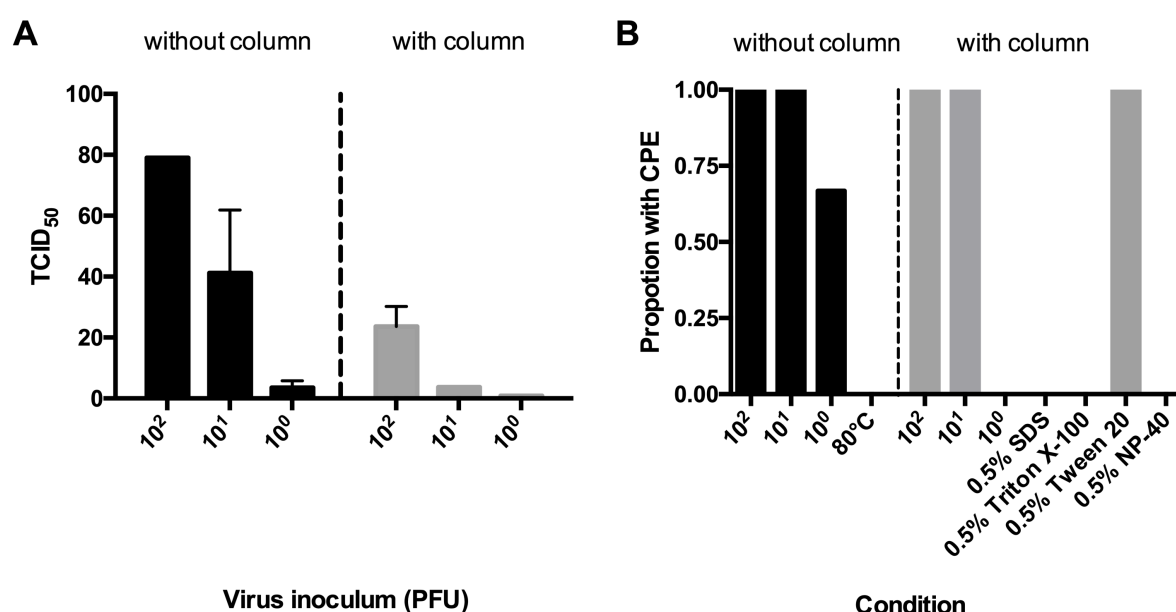 A
without column
with column
TCID50
100
80
60
40
20
0
10²
10¹
10⁰
10²
10¹
10⁰
Virus inoculum (PFU)
B
without column
with column
Propotion with CPE
1.00
0.75
0.50
0.25
0.00
10²
10¹
10⁰
80°C
10²
10¹
10⁰
0.5% SDS
0.5% Triton X-100
0.5% Tween 20
0.5% NP-40
Condition